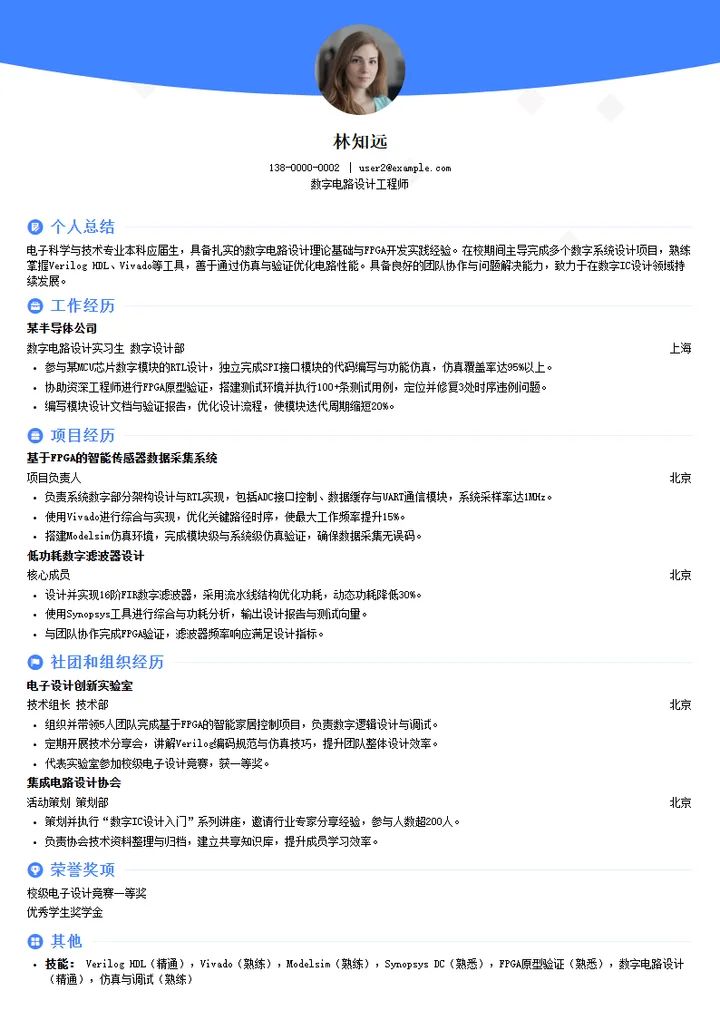 林知远
138-0000-0002 | user2@example.com
数字电路设计工程师
个人总结
电子科学与技术专业本科应届生，具备扎实的数字电路设计理论基础与FPGA开发实践经验。在校期间主导完成多个数字系统设计项目，熟练
掌握Verilog HDL、Vivado等工具，善于通过仿真与验证优化电路性能。具备良好的团队协作与问题解决能力，致力于在数字IC设计领域持
续发展。
工作经历
某半导体公司
数字电路设计实习生 数字设计部 上海
• 参与某MCU芯片数字模块的RTL设计，独立完成SPI接口模块的代码编写与功能仿真，仿真覆盖率达95%以上。
• 协助资深工程师进行FPGA原型验证，搭建测试环境并执行100+条测试用例，定位并修复3处时序违例问题。
• 编写模块设计文档与验证报告，优化设计流程，使模块迭代周期缩短20%。
项目经历
基于FPGA的智能传感器数据采集系统
项目负责人 北京
• 负责系统数字部分架构设计与RTL实现，包括ADC接口控制、数据缓存与UART通信模块，系统采样率达1MHz。
• 使用Vivado进行综合与实现，优化关键路径时序，使最大工作频率提升15%。
• 搭建Modelsim仿真环境，完成模块级与系统级仿真验证，确保数据采集无误码。
低功耗数字滤波器设计
核心成员 北京
• 设计并实现16阶FIR数字滤波器，采用流水线结构优化功耗，动态功耗降低30%。
• 使用Synopsys工具进行综合与功耗分析，输出设计报告与测试向量。
• 与团队协作完成FPGA验证，滤波器频率响应满足设计指标。
社团和组织经历
电子设计创新实验室
技术组长 技术部 北京
• 组织并带领5人团队完成基于FPGA的智能家居控制项目，负责数字逻辑设计与调试。
• 定期开展技术分享会，讲解Verilog编码规范与仿真技巧，提升团队整体设计效率。
• 代表实验室参加校级电子设计竞赛，获一等奖。
集成电路设计协会
活动策划 策划部 北京
• 策划并执行“数字IC设计入门”系列讲座，邀请行业专家分享经验，参与人数超200人。
• 负责协会技术资料整理与归档，建立共享知识库，提升成员学习效率。
荣誉奖项
校级电子设计竞赛一等奖
优秀学生奖学金
其他
• 技能： Verilog HDL（精通），Vivado（熟练），Modelsim（熟练），Synopsys DC（熟悉），FPGA原型验证（熟悉），数字电路设计
（精通），仿真与调试（熟练）